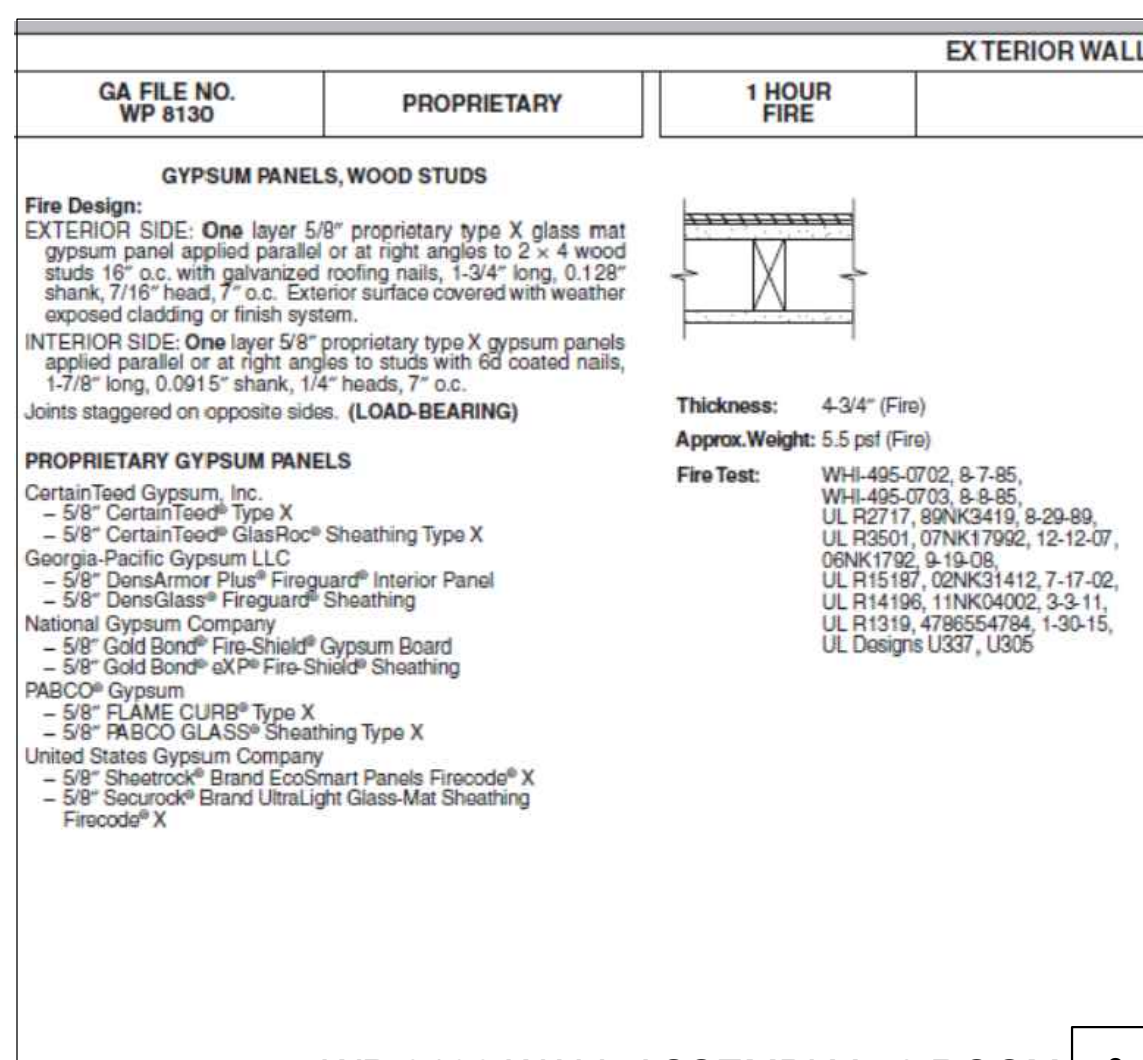 EXTERIOR WALL
GA FILE NO.
WP 8130
PROPRIETARY
1 HOUR
FIRE
GYPSUM PANELS, WOOD STUDS
Fire Design:
EXTERIOR SIDE: One layer 5/8″ proprietary type X glass mat
gypsum panel applied parallel or at right angles to 2 × 4 wood
studs 16″ o.c. with galvanized roofing nails, 1-3/4″ long, 0.128″
shank, 7/16″ head, 7″ o.c. Exterior surface covered with weather
exposed cladding or finish system.
INTERIOR SIDE: One layer 5/8″ proprietary type X gypsum panels
applied parallel or at right angles to studs with 6d coated nails,
1-7/8″ long, 0.0915″ shank, 1/4″ heads, 7″ o.c.
Joints staggered on opposite sides. (LOAD-BEARING)
PROPRIETARY GYPSUM PANELS
CertainTeed Gypsum, Inc.
– 5/8″ CertainTeed® Type X
– 5/8″ CertainTeed® GlasRoc® Sheathing Type X
Georgia-Pacific Gypsum LLC
– 5/8″ DensArmor Plus® Fireguard® Interior Panel
– 5/8″ DensGlass® Fireguard® Sheathing
National Gypsum Company
– 5/8″ Gold Bond® Fire-Shield® Gypsum Board
– 5/8″ Gold Bond® eXP® Fire-Shield® Sheathing
PABCO® Gypsum
– 5/8″ FLAME CURB® Type X
– 5/8″ PABCO GLASS® Sheathing Type X
United States Gypsum Company
– 5/8″ Sheetrock® Brand EcoSmart Panels Firecode® X
– 5/8″ Securock® Brand UltraLight Glass-Mat Sheathing
Firecode® X
Thickness: 4-3/4″ (Fire)
Approx. Weight: 5.5 psf (Fire)
Fire Test: WHI-495-0702, 8-7-85,
WHI-495-0703, 8-8-85,
UL R2717, 89NK3419, 8-29-89,
UL R3501, 07NK17992, 12-12-07,
06NK1792, 9-19-08,
UL R15187, 02NK31412, 7-17-02,
UL R14196, 11NK04002, 3-3-11,
UL R1319, 4786554784, 1-30-15,
UL Designs U337, U305